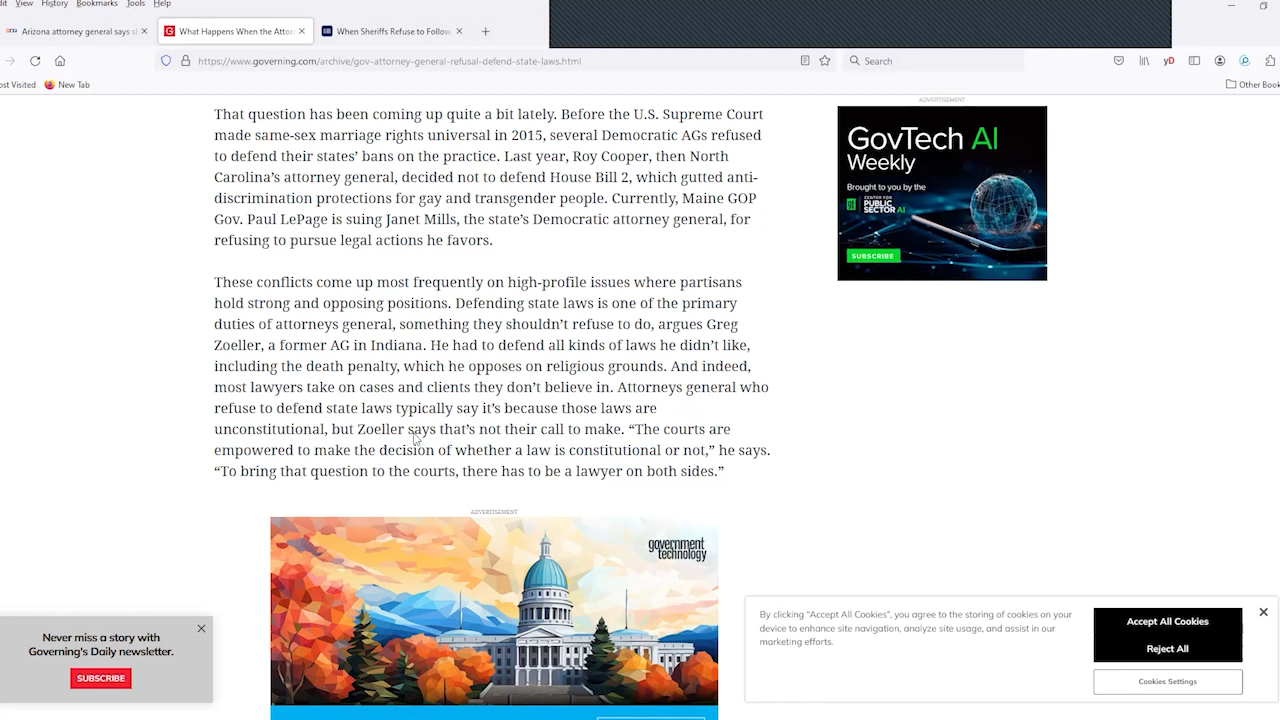 View History Bookmarks Tools Help
Arizona attorney general says
What Happens When the Attor
When Sheriffs Refuse to Follow
https://www.governing.com/archive/gov-attorney-general-refusal-defend-state-laws.html
Search
yD
ost Visited
New Tab
Other Book
That question has been coming up quite a bit lately. Before the U.S. Supreme Court
made same-sex marriage rights universal in 2015, several Democratic AGs refused
to defend their states’ bans on the practice. Last year, Roy Cooper, then North
Carolina’s attorney general, decided not to defend House Bill 2, which gutted anti-
discrimination protections for gay and transgender people. Currently, Maine GOP
Gov. Paul LePage is suing Janet Mills, the state’s Democratic attorney general, for
refusing to pursue legal actions he favors.
These conflicts come up most frequently on high-profile issues where partisans
hold strong and opposing positions. Defending state laws is one of the primary
duties of attorneys general, something they shouldn’t refuse to do, argues Greg
Zoeller, a former AG in Indiana. He had to defend all kinds of laws he didn’t like,
including the death penalty, which he opposes on religious grounds. And indeed,
most lawyers take on cases and clients they don’t believe in. Attorneys general who
refuse to defend state laws typically say it’s because those laws are
unconstitutional, but Zoeller says that’s not their call to make. “The courts are
empowered to make the decision of whether a law is constitutional or not,” he says.
“To bring that question to the courts, there has to be a lawyer on both sides.”
ADVERTISEMENT
GovTech AI
Weekly
Brought to you by the
CENTER FOR
PUBLIC
SECTOR AI
SUBSCRIBE
ADVERTISEMENT
government
technology
Never miss a story with
Governing's Daily newsletter.
SUBSCRIBE
By clicking “Accept All Cookies”, you agree to the storing of cookies on your
device to enhance site navigation, analyze site usage, and assist in our
marketing efforts.
Accept All Cookies
Reject All
Cookies Settings